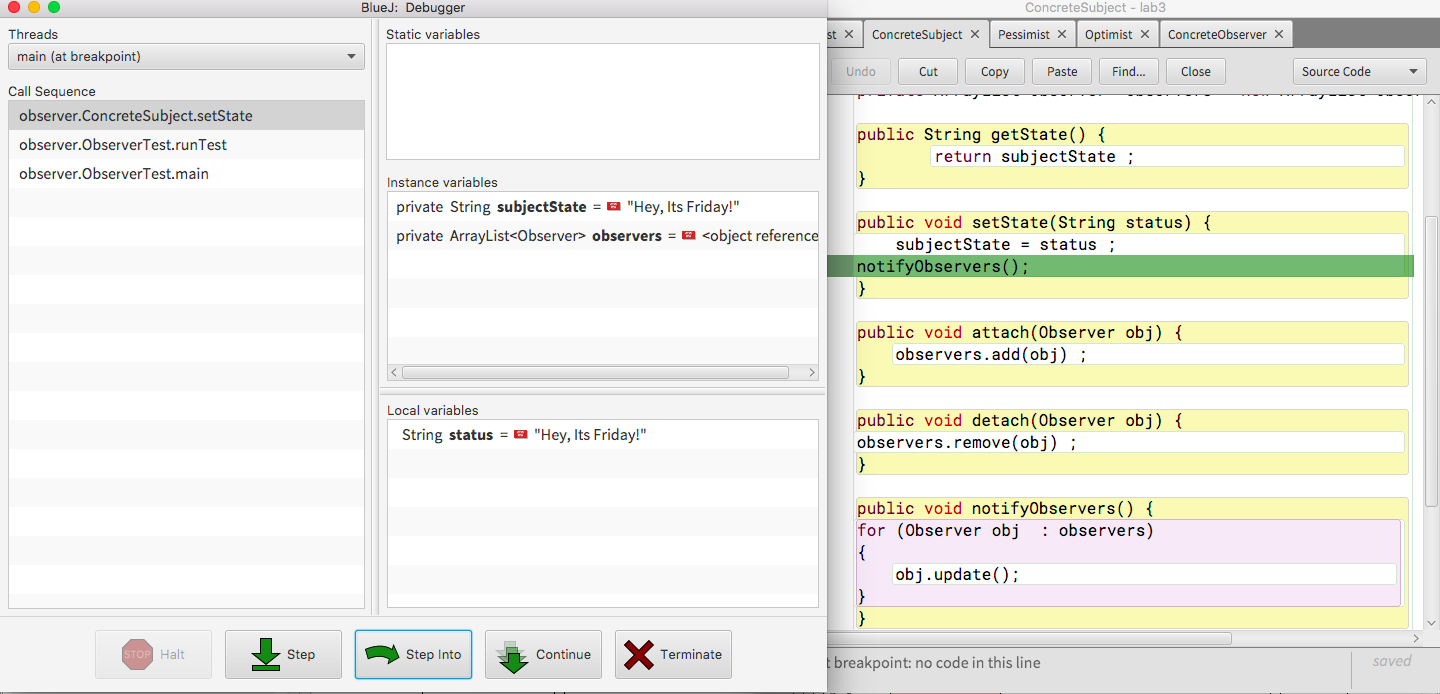 BlueJ: Debugger
Threads
main (at breakpoint)
Call Sequence
observer.ConcreteSubject.setState
observer.ObserverTest.runTest
observer.ObserverTest.main
Static variables
Instance variables
private String subjectState = "Hey, Its Friday!"
private ArrayList<Observer> observers = <object reference
Local variables
String status = "Hey, Its Friday!"
STOP Halt
Step
Step Into
Continue
Terminate
ConcreteSubject - lab3
st ✕ ConcreteSubject ✕ Pessimist ✕ Optimist ✕ ConcreteObserver ✕
Undo Cut Copy Paste Find... Close Source Code
public String getState() {
return subjectState ;
}
public void setState(String status) {
subjectState = status ;
notifyObservers();
}
public void attach(Observer obj) {
observers.add(obj) ;
}
public void detach(Observer obj) {
observers.remove(obj) ;
}
public void notifyObservers() {
for (Observer obj : observers)
{
obj.update();
}
}
t breakpoint: no code in this line
saved